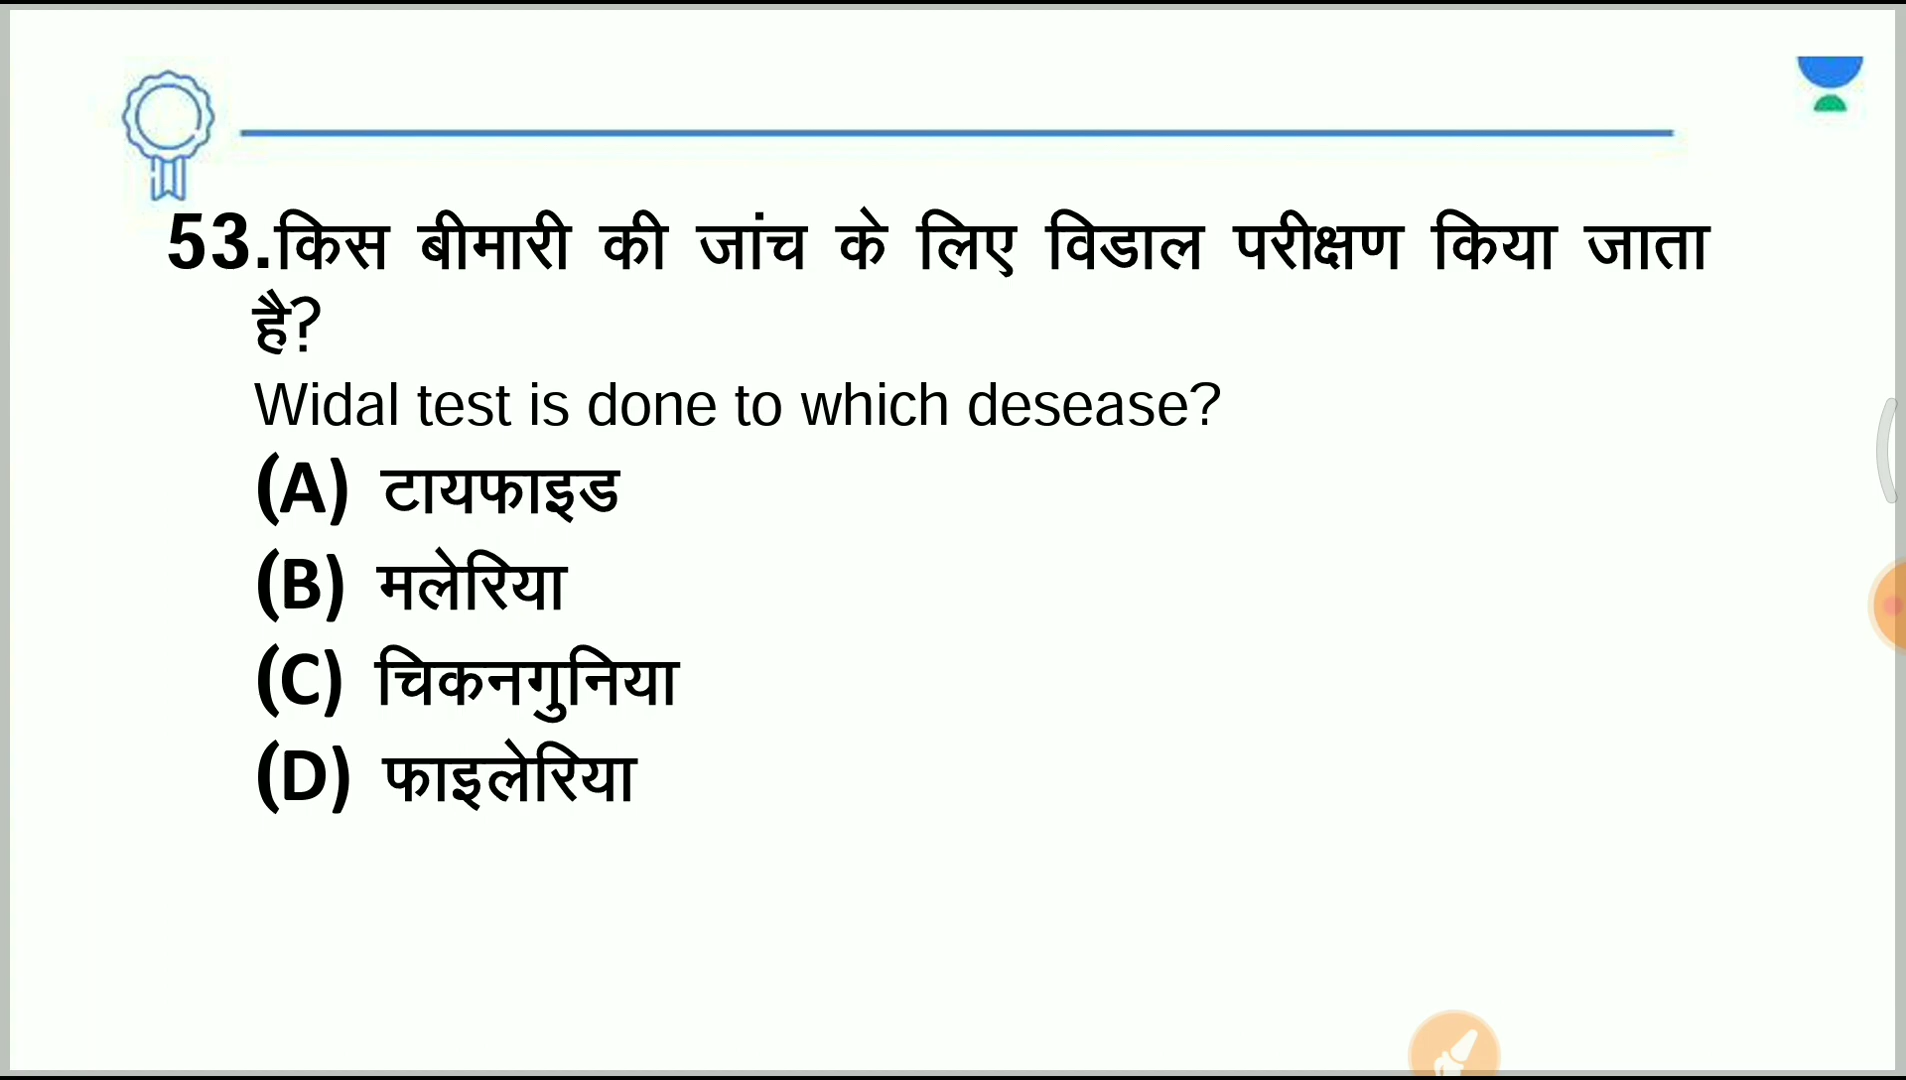 53.किस बीमारी की जांच के लिए विडाल परीक्षण किया जाता
है?
Widal test is done to which desease?
(A) टायफाइड
(B) मलेरिया
(C) चिकनगुनिया
(D) फाइलेरिया